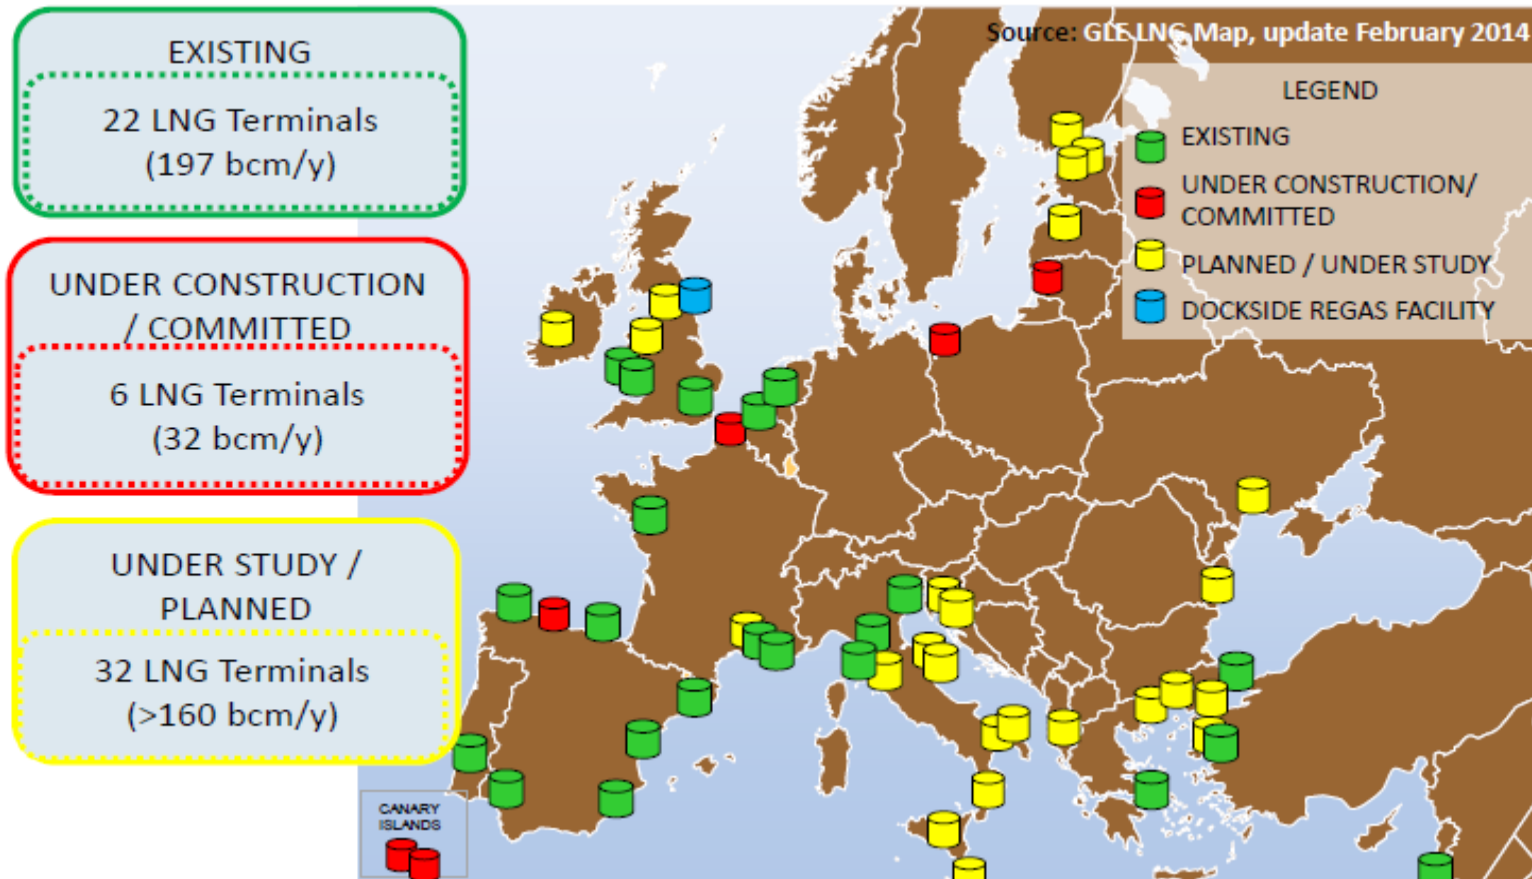 EXISTING
22 LNG Terminals
(197 bcm/y)
UNDER CONSTRUCTION
/ COMMITTED
6 LNG Terminals
(32 bcm/y)
UNDER STUDY /
PLANNED
32 LNG Terminals
(>160 bcm/y)
Source: GLE LNG Map, update February 2014
LEGEND
EXISTING
UNDER CONSTRUCTION/
COMMITTED
PLANNED / UNDER STUDY
DOCKSIDE REGAS FACILITY
CANARY
ISLANDS